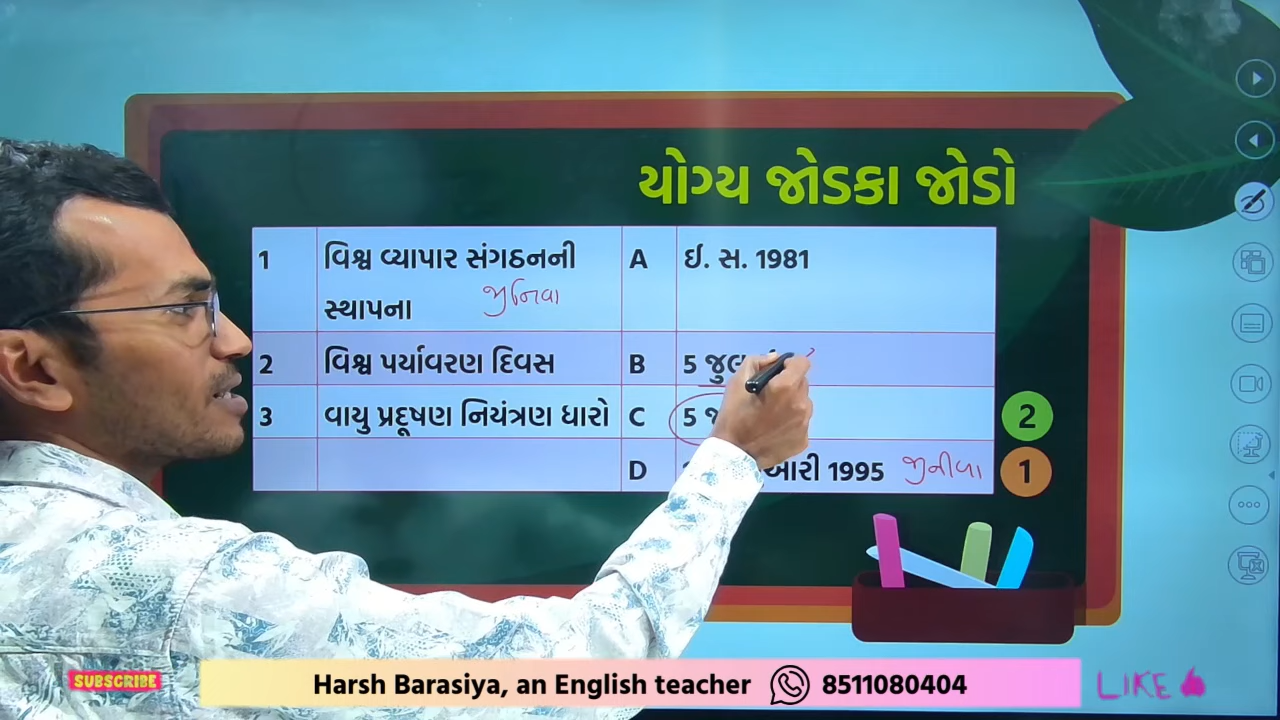 યોગ્ય જોડકા જોડો
1 વિશ્વ વ્યાપાર સંગઠનની A ઈ. સ. 1981
સ્થાપના જીનિવા
2 વિશ્વ પર્યાવરણ દિવસ B 5
3 વાયુ પ્રદૂષણ નિયંત્રણ ધારો C 5
2
D 1995 જીનીવા
1
SUBSCRIBE
Harsh Barasiya, an English teacher 8511080404
LIKE